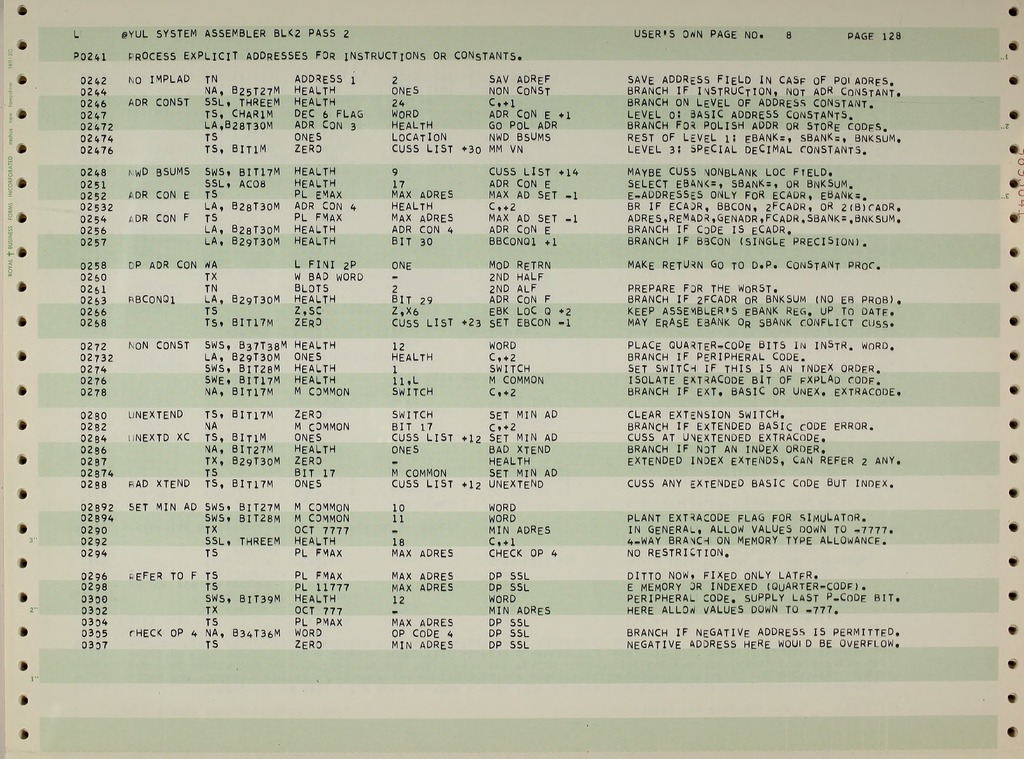 L @YUL SYSTEM ASSEMBLER BLK2 PASS 2 USER'S OWN PAGE NO. 8 PAGE 128
P0241 PROCESS EXPLICIT ADDRESSES FOR INSTRUCTIONS OR CONSTANTS.
0242 NO IMPLAD TN ADDRESS 1 2 SAV ADREF SAVE ADDRESS FIELD IN CASE OF POLADRES.
0244 NA, B25T27M HEALTH ONES NON CONST BRANCH IF INSTRUCTION, NOT ADR CONSTANT.
0246 ADR CONST SSL, THREEM HEALTH 24 C,+1 BRANCH ON LEVEL OF ADDRESS CONSTANT.
0247 TS, CHAR1M DEC 6 FLAG WORD ADR CON E +1 LEVEL 0: BASIC ADDRESS CONSTANTS.
02472 LA,B28T30M ADR CON 3 HEALTH GO POL ADR BRANCH FOR POLISH ADDR OR STORE CODES.
02474 TS ONES LOCATION NWD BSUMS REST OF LEVEL 1: EBANK=, SBANK=, BNKSUM.
02476 TS, BIT1M ZERO CUSS LIST +30 MM VN LEVEL 3: SPECIAL DECIMAL CONSTANTS.
0248 NWD BSUMS SWS, BIT17M HEALTH 9 CUSS LIST +14 MAYBE CUSS NONBLANK LOC FIELD.
0251 SSL, AC08 HEALTH 17 ADR CON E SELECT EBANK=, SBANK=, OR BNKSUM.
0252 ADR CON E TS PL EMAX MAX ADRES MAX AD SET -1 E-ADDRESSES ONLY FOR ECADR, EBANK=.
02532 LA, B28T30M ADR CON 4 HEALTH C,+2 BR IF ECADR, BBCON, 2FCADR, OR 2(B)CADR.
0254 ADR CON F TS PL FMAX MAX ADRES MAX AD SET -1 ADRES,REMADR,GENADR,FCADR,SBANK=,BNKSUM.
0256 LA, B28T30M HEALTH ADR CON 4 ADR CON E BRANCH IF CODE IS ECADR.
0257 LA, B29T30M HEALTH BIT 30 BBCONQ1 +1 BRANCH IF BBCON (SINGLE PRECISION).
0258 DP ADR CON WA L FINI 2P ONE MOD RETRN MAKE RETURN GO TO D.P. CONSTANT PROC.
0260 TX W BAD WORD - 2ND HALF
0261 TN BLOTS 2 2ND ALF PREPARE FOR THE WORST.
0263 BBCONQ1 LA, B29T30M HEALTH BIT 29 ADR CON F BRANCH IF 2FCADR OR BNKSUM (NO EB PROB).
0266 TS Z,SC Z,X6 EBK LOC Q +2 KEEP ASSEMBLER'S EBANK REG. UP TO DATE.
0268 TS, BIT17M ZERO CUSS LIST +23 SET EBCON -1 MAY ERASE EBANK OR SBANK CONFLICT CUSS.
0272 NON CONST SWS, B37T38M HEALTH 12 WORD PLACE QUARTER-CODE BITS IN INSTR. WORD.
02732 LA, B29T30M ONES HEALTH C,+2 BRANCH IF PERIPHERAL CODE.
0274 SWS, BIT28M HEALTH 1 SWITCH SET SWITCH IF THIS IS AN INDEX ORDER.
0276 SWE, BIT17M HEALTH 11,L M COMMON ISOLATE EXTRACODE BIT OF EXPLAD CODE.
0278 NA, BIT17M M COMMON SWITCH C,+2 BRANCH IF EXT. BASIC OR UNEX. EXTRACODE.
0280 UNEXTEND TS, BIT17M ZERO SWITCH SET MIN AD CLEAR EXTENSION SWITCH.
0282 NA M COMMON BIT 17 C,+2 BRANCH IF EXTENDED BASIC CODE ERROR.
0284 UNEXTD XC TS, BIT1M ONES CUSS LIST +12 SET MIN AD CUSS AT UNEXTENDED EXTRACODE.
0286 NA, BIT27M HEALTH ONES BAD XTEND BRANCH IF NOT AN INDEX ORDER.
0287 TX, B29T30M ZERO - HEALTH EXTENDED INDEX EXTENDS, CAN REFER 2 ANY.
02874 TS BIT 17 M COMMON SET MIN AD
0288 BAD XTEND TS, BIT17M ONES CUSS LIST +12 UNEXTEND CUSS ANY EXTENDED BASIC CODE BUT INDEX.
02892 SET MIN AD SWS, BIT27M M COMMON 10 WORD
02894 SWS, BIT28M M COMMON 11 WORD PLANT EXTRACODE FLAG FOR SIMULATOR.
0290 TX OCT 7777 - MIN ADRES IN GENERAL, ALLOW VALUES DOWN TO -7777.
0292 SSL, THREEM HEALTH 18 C,+1 4-WAY BRANCH ON MEMORY TYPE ALLOWANCE.
0294 TS PL FMAX MAX ADRES CHECK OP 4 NO RESTRICTION.
0296 REFER TO F TS PL FMAX MAX ADRES DP SSL DITTO NOW, FIXED ONLY LATER.
0298 TS PL 11777 MAX ADRES DP SSL E MEMORY OR INDEXED (QUARTER-CODE).
0300 SWS, BIT39M HEALTH 12 WORD PERIPHERAL CODE. SUPPLY LAST P-CODE BIT.
0302 TX OCT 777 - MIN ADRES HERE ALLOW VALUES DOWN TO -777.
0304 TS PL PMAX MAX ADRES DP SSL
0305 CHECK OP 4 NA, B34T36M WORD OP CODE 4 DP SSL BRANCH IF NEGATIVE ADDRESS IS PERMITTED.
0307 TS ZERO MIN ADRES DP SSL NEGATIVE ADDRESS HERE WOULD BE OVERFLOW.
ROYAL BUSINESS FORMS INCORPORATED